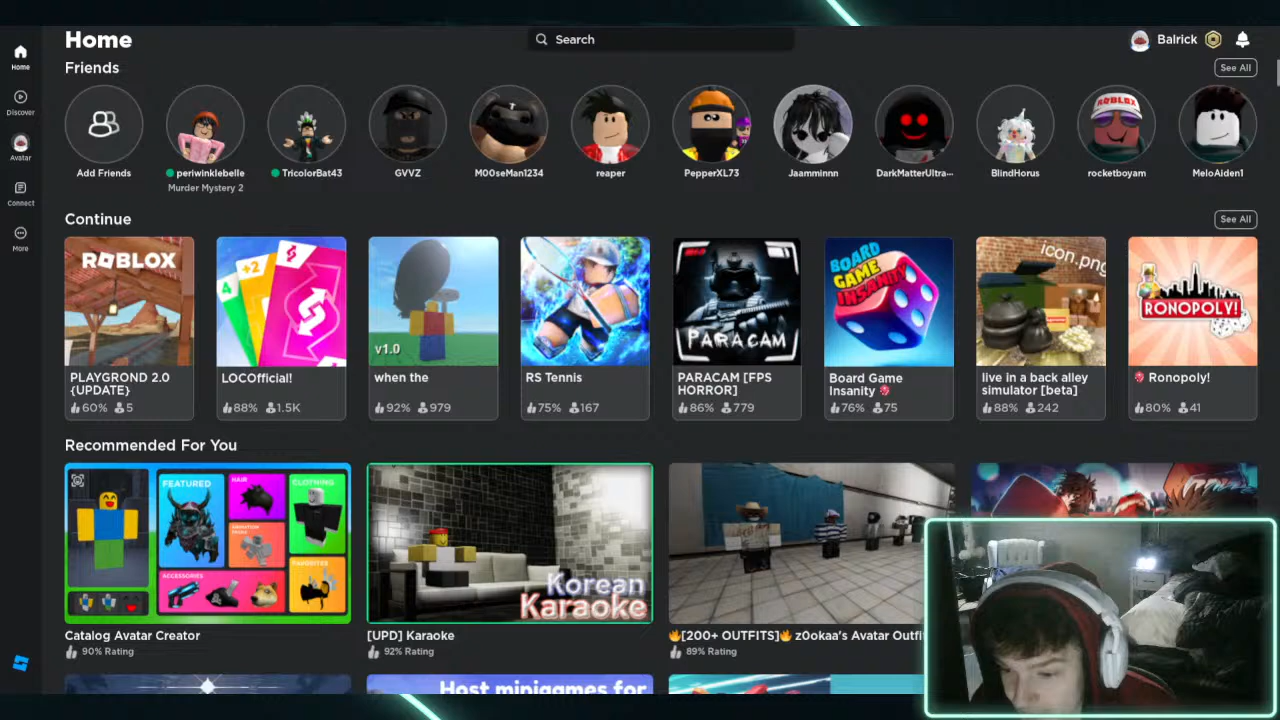 Home
Search
Balrick
Home
Discover
Avatar
Connect
More
Friends
See All
Add Friends
periwinklebelle
Murder Mystery 2
TricolorBat43
GVVZ
M00seMan1234
reaper
PepperXL73
Jaamminnn
DarkMatterUltra...
BlindHorus
ROBLOX
rocketboyam
MeloAiden1
Continue
See All
ROBLOX
PLAYGROND 2.0
{UPDATE}
60% 5
4
+2
LOCOfficial!
88% 1.5K
v1.0
when the
92% 979
RS Tennis
75% 167
PARACAM
PARACAM [FPS
HORROR]
86% 779
BOARD
GAME
INSANITY
Board Game
Insanity
76% 75
icon.png
live in a back alley
simulator [beta]
88% 242
RONOPOLY!
Ronopoly!
80% 41
Recommended For You
FEATURED
HAIR
CLOTHING
ACCESSORIES
FAVORITES
Catalog Avatar Creator
90% Rating
Korean
Karaoke
[UPD] Karaoke
92% Rating
[200+ OUTFITS] z0okaa's Avatar Outfi
89% Rating
Host minigames for